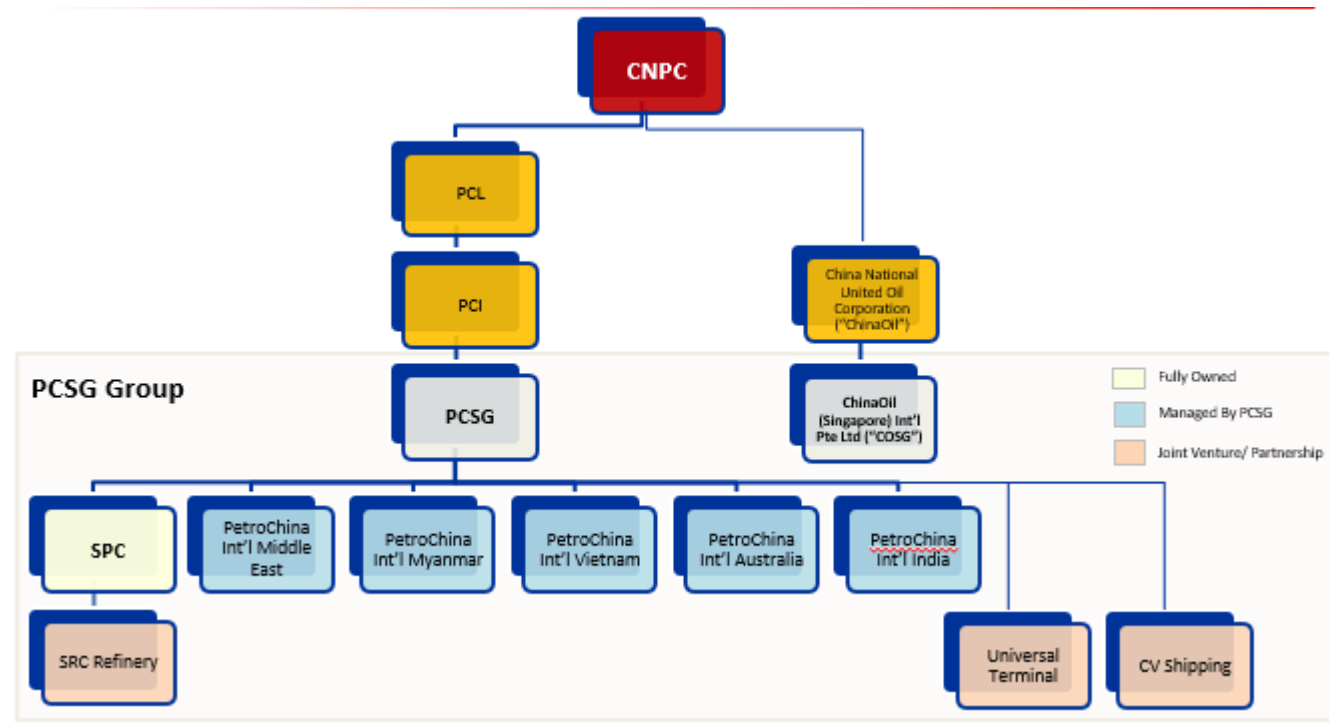 CNPC
PCL
PCI
China National
United Oil
Corporation
("ChinaOil")
PCSG Group
PCSG
ChinaOil
(Singapore) Int'l
Pte Ltd ("COSG")
Fully Owned
Managed By PCSG
Joint Venture/ Partnership
SPC
PetroChina
Int'l Middle
East
PetroChina
Int'l Myanmar
PetroChina
Int'l Vietnam
PetroChina
Int'l Australia
PetroChina
Int'l India
SRC Refinery
Universal
Terminal
CV Shipping